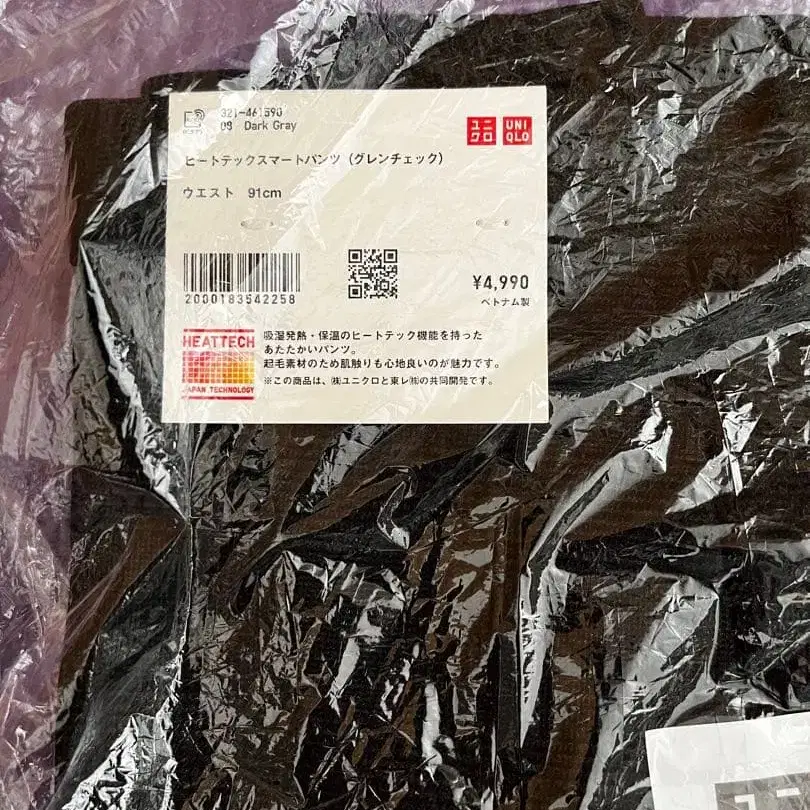 321-461590
08 Dark Gray
ユニ
クロ
UNI
QLO
ヒートテックスマートパンツ（グレンチェック）
ウエスト 91cm
2000183542258
¥4,990
ベトナム製
HEATTECH
JAPAN TECHNOLOGY
吸湿発熱・保温のヒートテック機能を持った
あたたかいパンツ。
起毛素材のため肌触りも心地良いのが魅力です。
※この商品は、㈱ユニクロと東レ㈱の共同開発です。